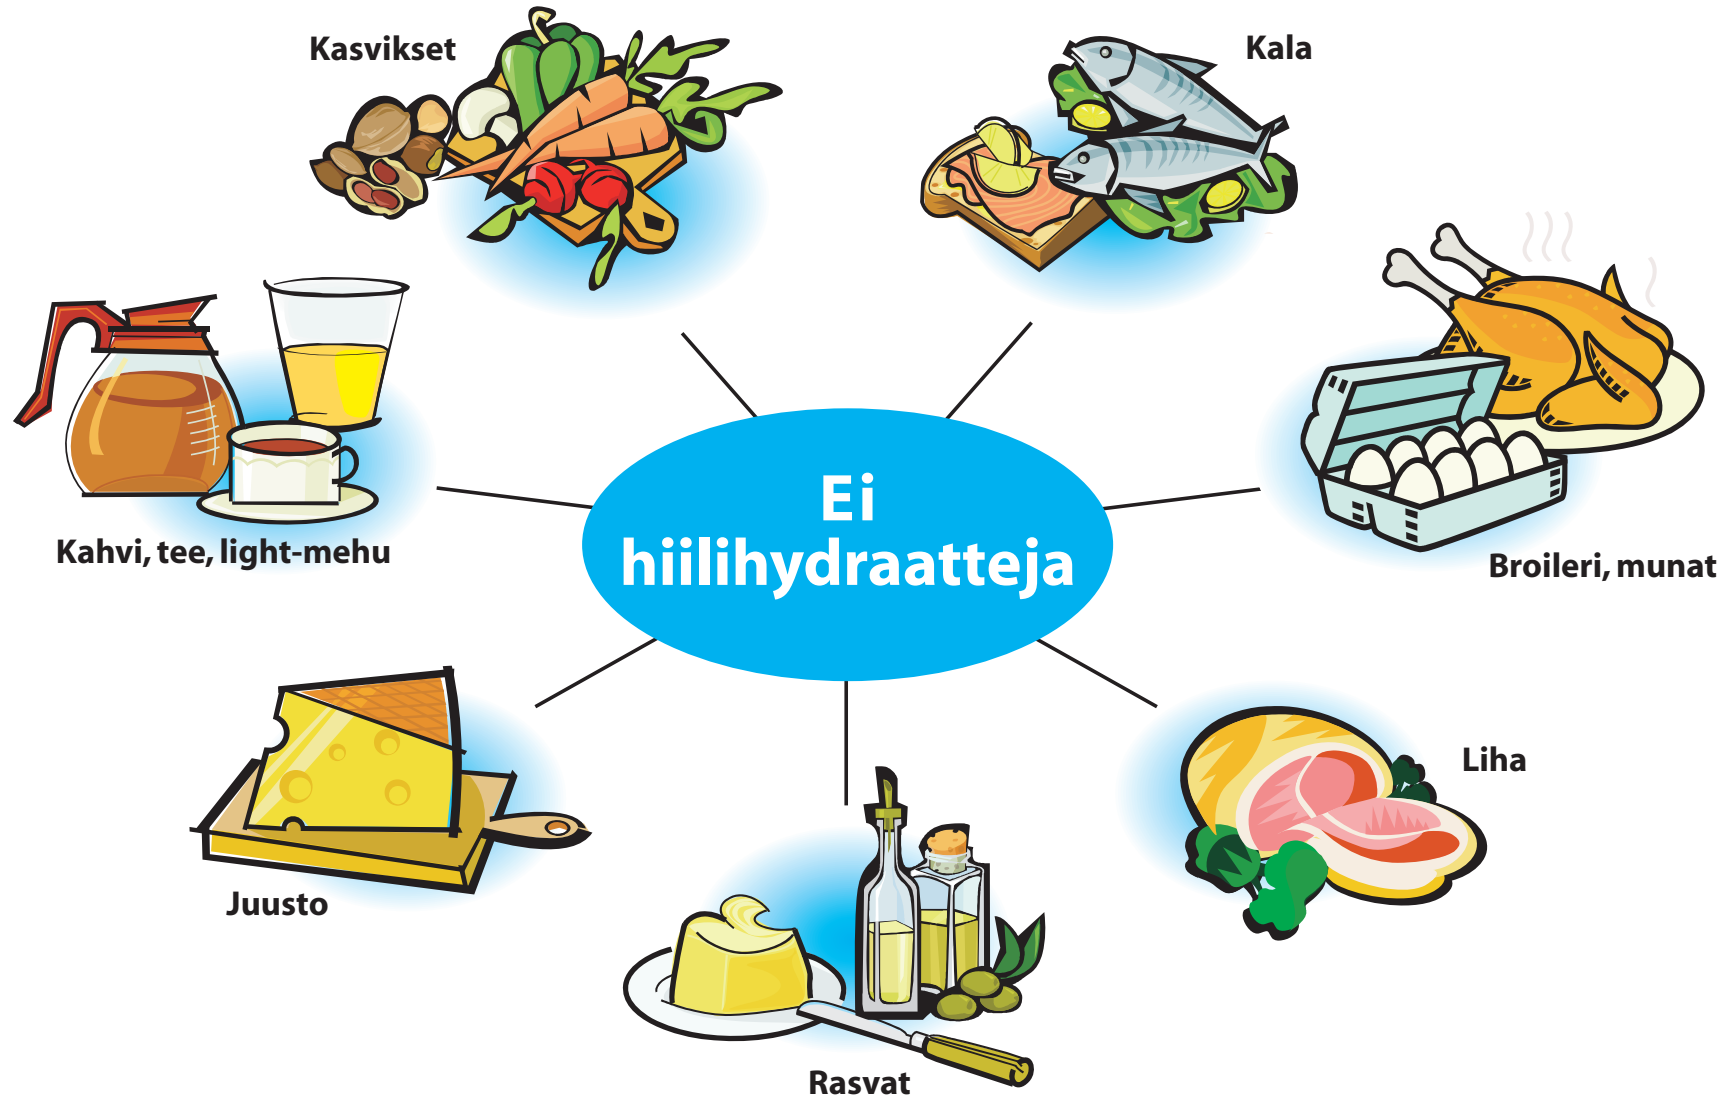 Kasvikset
Kala
Kahvi, tee, light-mehu
Ei
hiilihydraatteja
Broileri, munat
Juusto
Liha
Rasvat